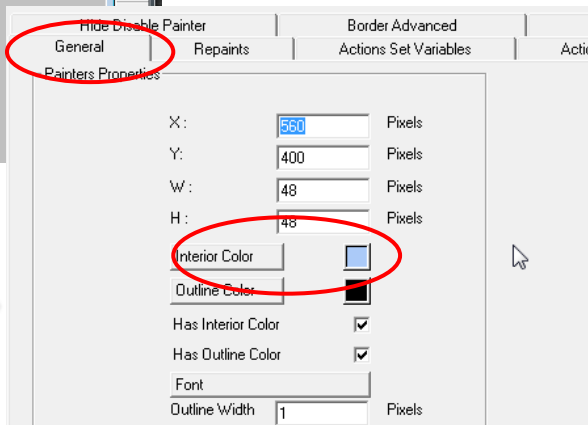 Hide Disable Painter Border Advanced
General Repaints Actions Set Variables
Painters Properties
X: 560 Pixels
Y: 400 Pixels
W: 48 Pixels
H: 48 Pixels
Interior Color
Outline Color
Has Interior Color
Has Outline Color
Font
Outline Width 1 Pixels